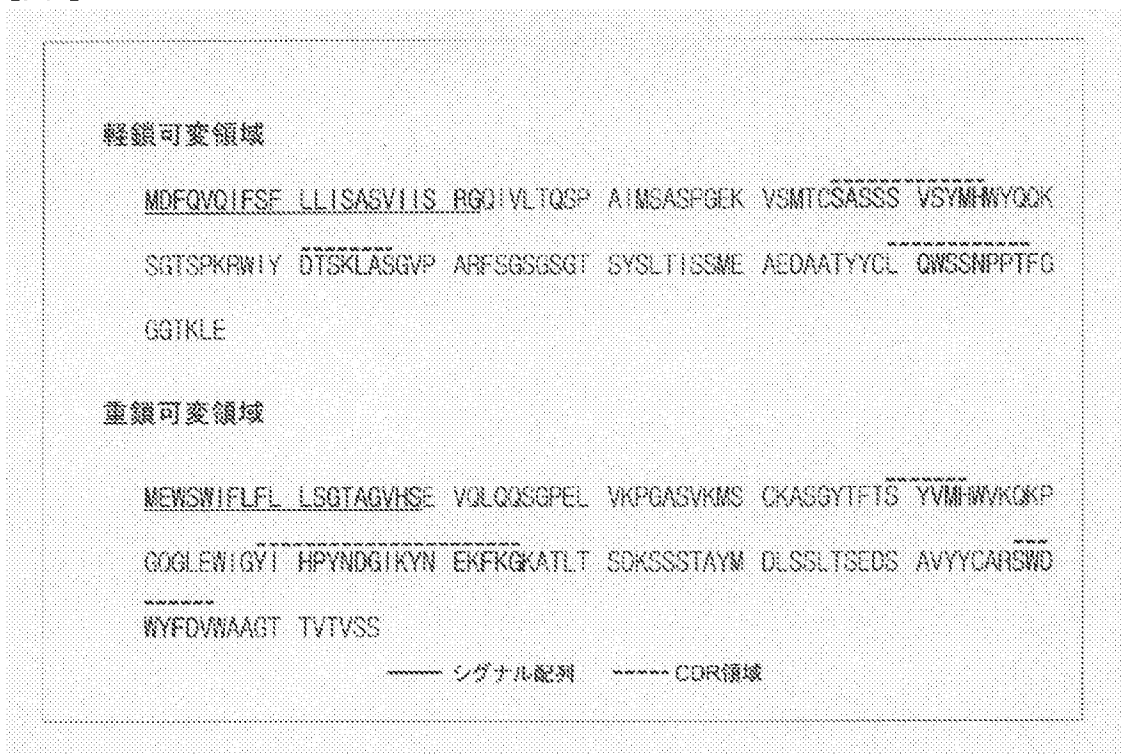 軽鎖可変領域
MDFQVQIFSF LLISASVIIS RGQIVLTQSP AIMSASPGEK VSMTCSASSS VSYMHWYQQK
SGTSPKRWIY DTSKLASGVP ARFSGSGSGT SYSLTISSME AEDAATYYCL QWSSNPPTFG
GGTKLE
重鎖可変領域
MEWSWIFLFL LSGTAGVHSE VQLQQSGPEL VKPGASVKMS CKASGYTFTS YVMHWVKQKP
GQGLEWIGYI HPYNDGIKYN EKFKGKATLT SDKSSSTAYM DLSSLTSEDS AVYYCARSWD
WYFDVWAAGT TVTVSS
シグナル配列 CDR領域